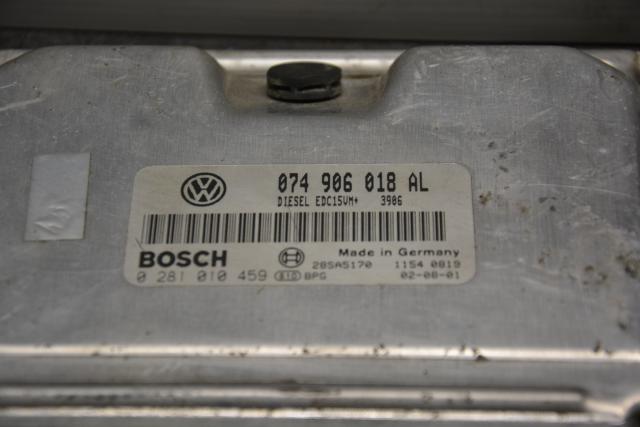 074 906 018 AL
DIESEL EDC15VM+ 3906
BOSCH
Made in Germany
28SA5170 1154 0819
0 281 010 459 BPG 02-08-01